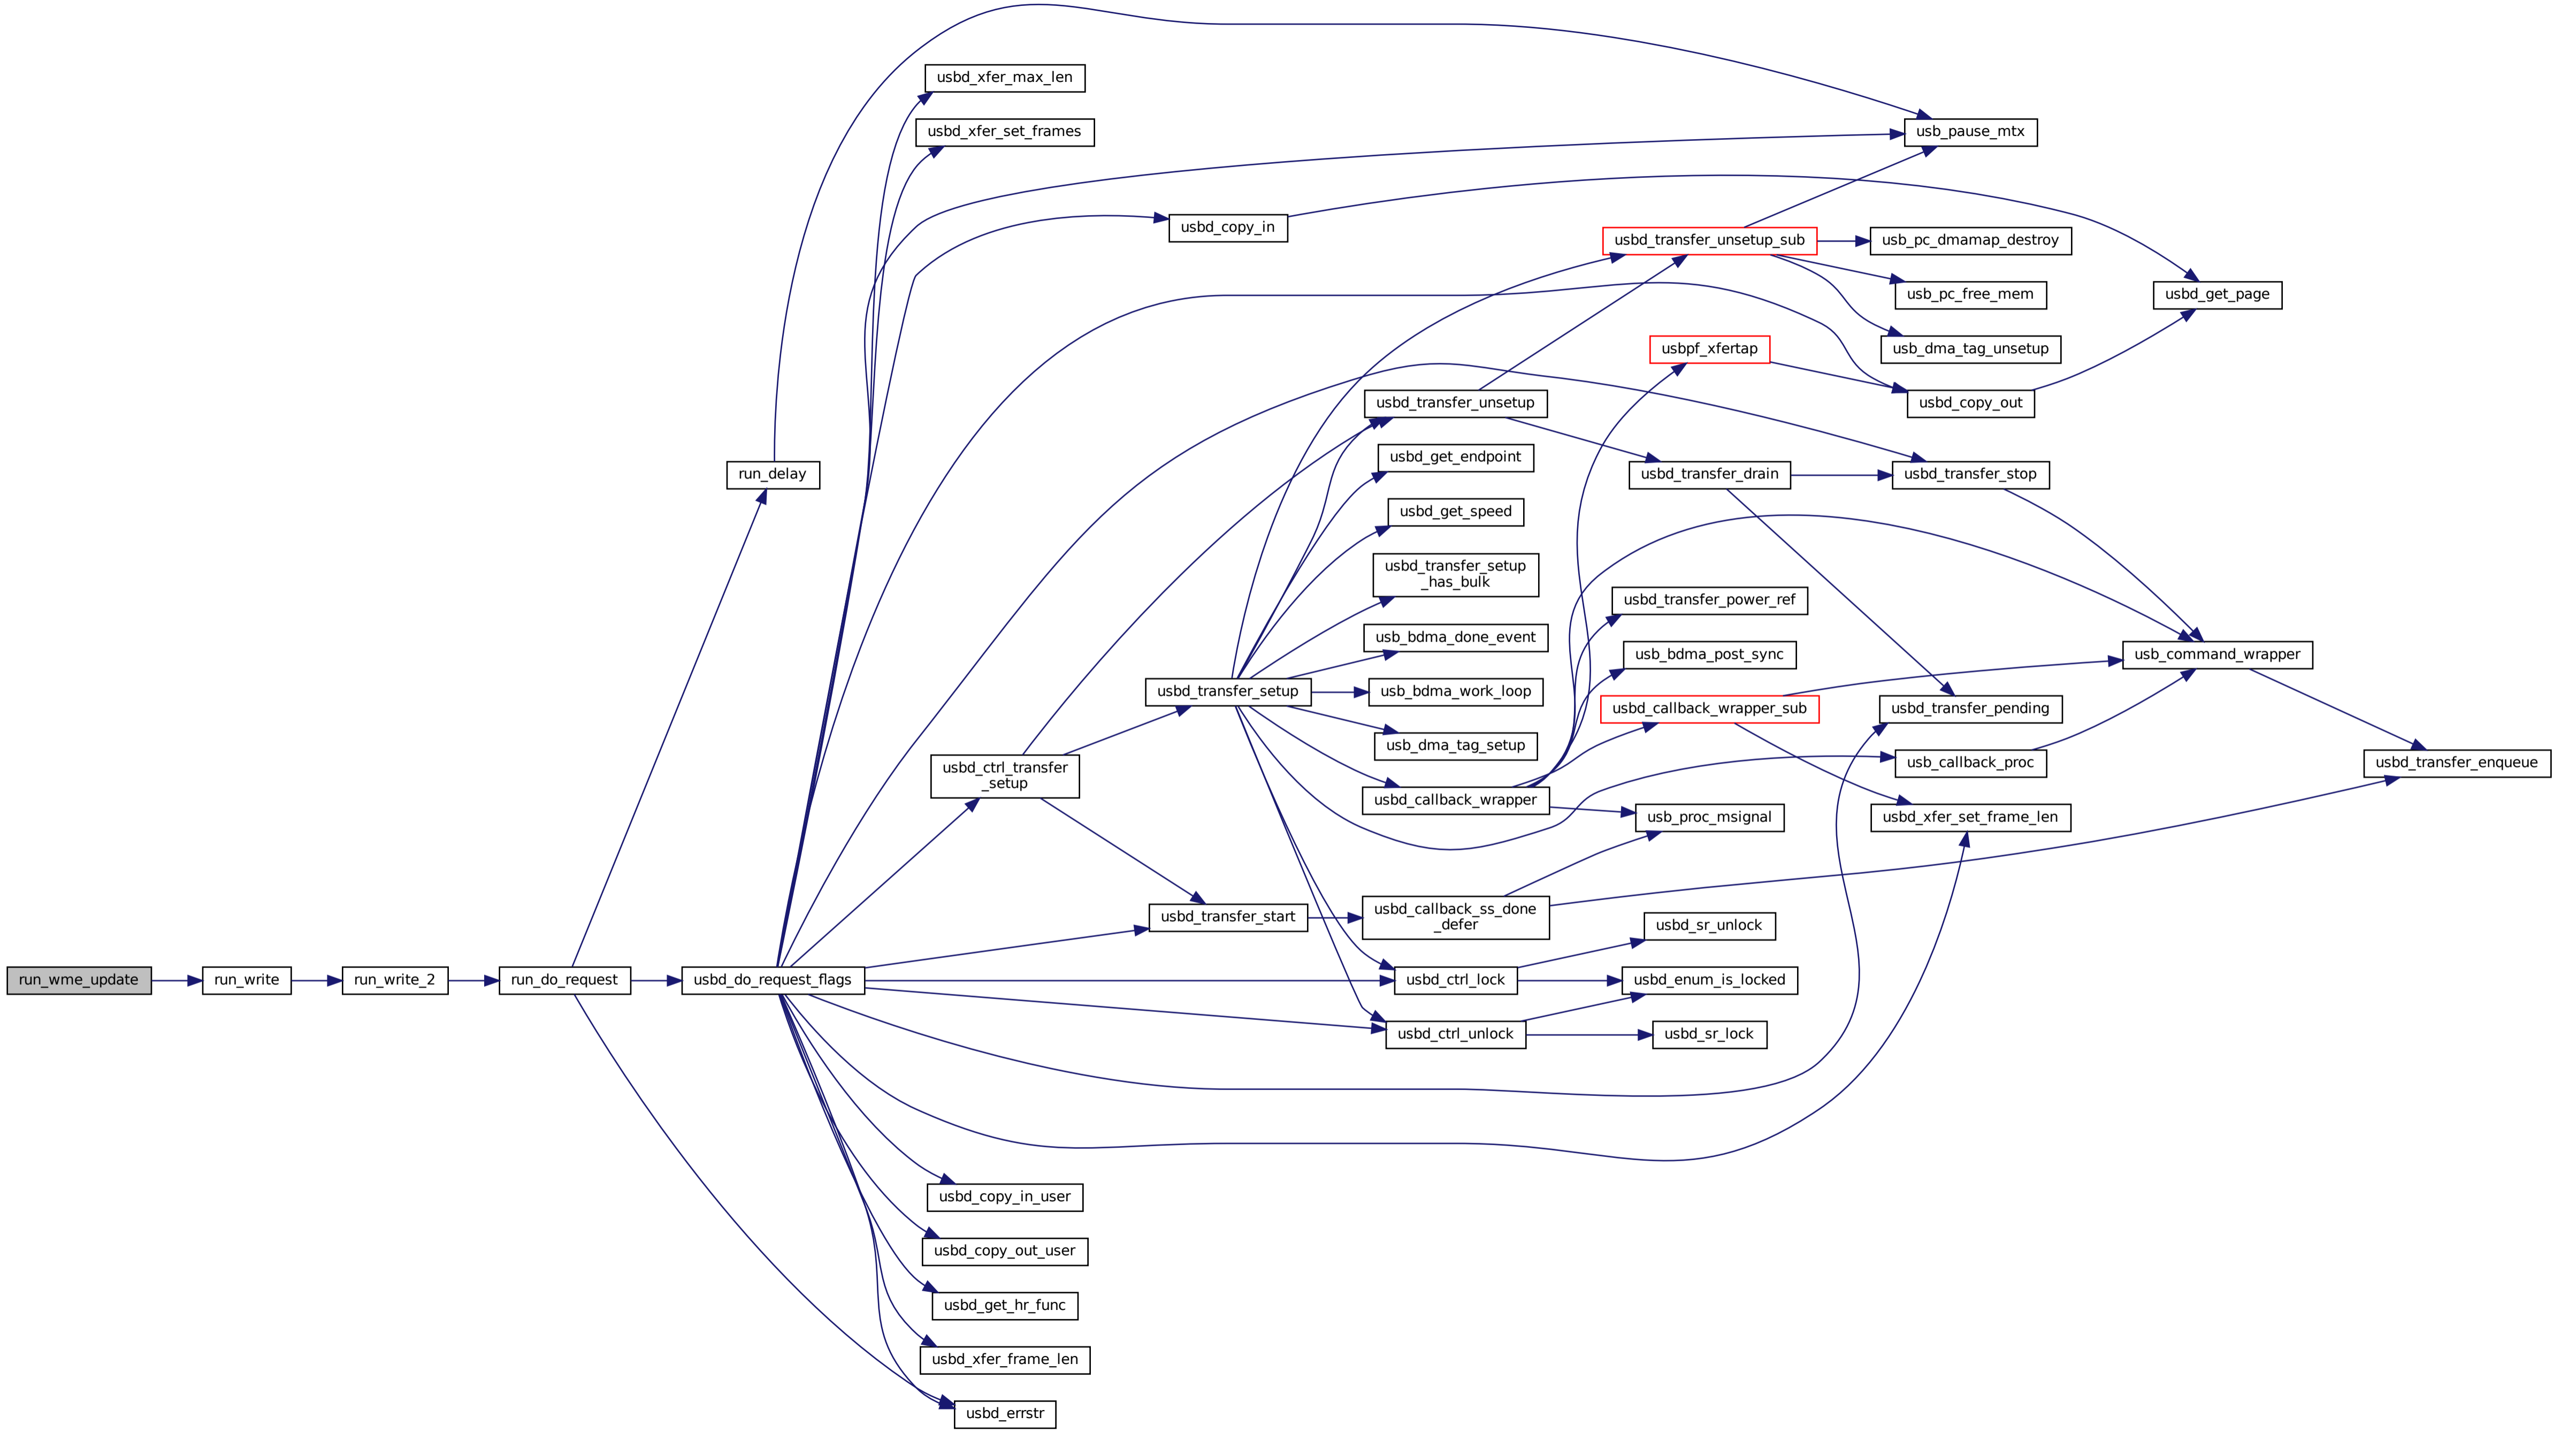 usbd_xfer_max_len
usbd_xfer_set_frames
usb_pause_mtx
usbd_copy_in
usbd_transfer_unsetup_sub
usb_pc_dmamap_destroy
usb_pc_free_mem
usbd_get_page
usbpf_xfertap
usb_dma_tag_unsetup
usbd_transfer_unsetup
usbd_copy_out
usbd_get_endpoint
run_delay
usbd_transfer_drain
usbd_transfer_stop
usbd_get_speed
usbd_transfer_setup
_has_bulk
usbd_transfer_power_ref
usb_bdma_done_event
usb_bdma_post_sync
usb_command_wrapper
usbd_transfer_setup
usb_bdma_work_loop
usbd_callback_wrapper_sub
usbd_transfer_pending
usb_dma_tag_setup
usbd_ctrl_transfer
_setup
usb_callback_proc
usbd_transfer_enqueue
usbd_callback_wrapper
usb_proc_msignal
usbd_xfer_set_frame_len
usbd_transfer_start
usbd_callback_ss_done
_defer
usbd_sr_unlock
run_wme_update
run_write
run_write_2
run_do_request
usbd_do_request_flags
usbd_ctrl_lock
usbd_enum_is_locked
usbd_ctrl_unlock
usbd_sr_lock
usbd_copy_in_user
usbd_copy_out_user
usbd_get_hr_func
usbd_xfer_frame_len
usbd_errstr